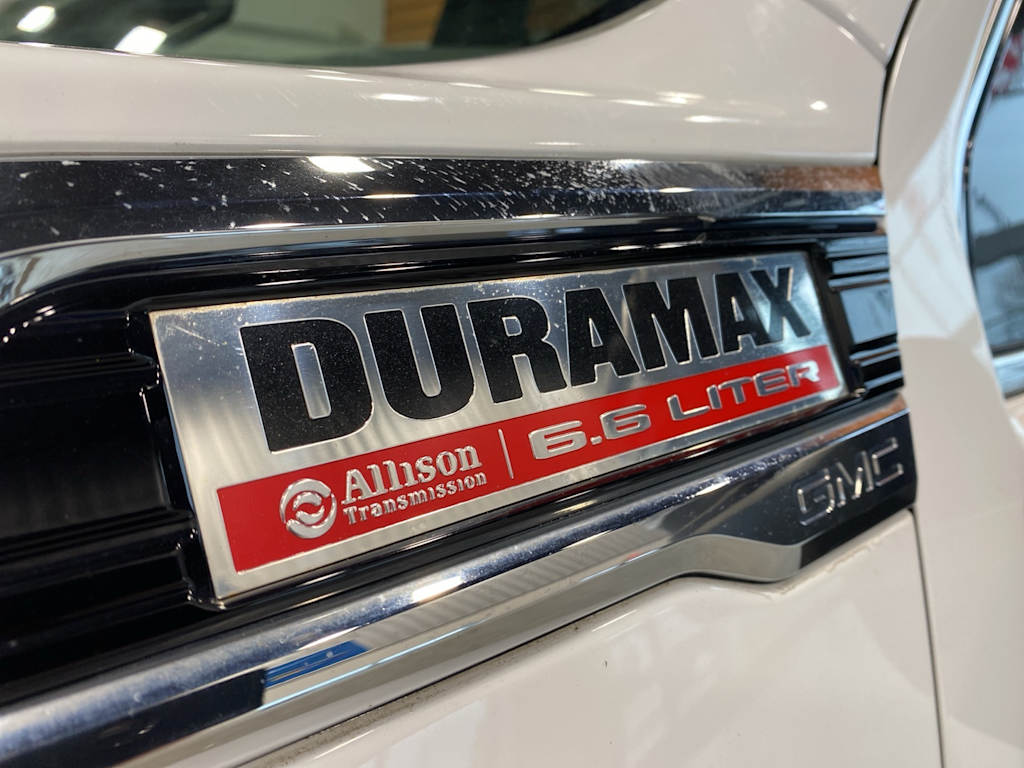 DURAMAX
Allison
Transmission
6.6 LITER
GMC